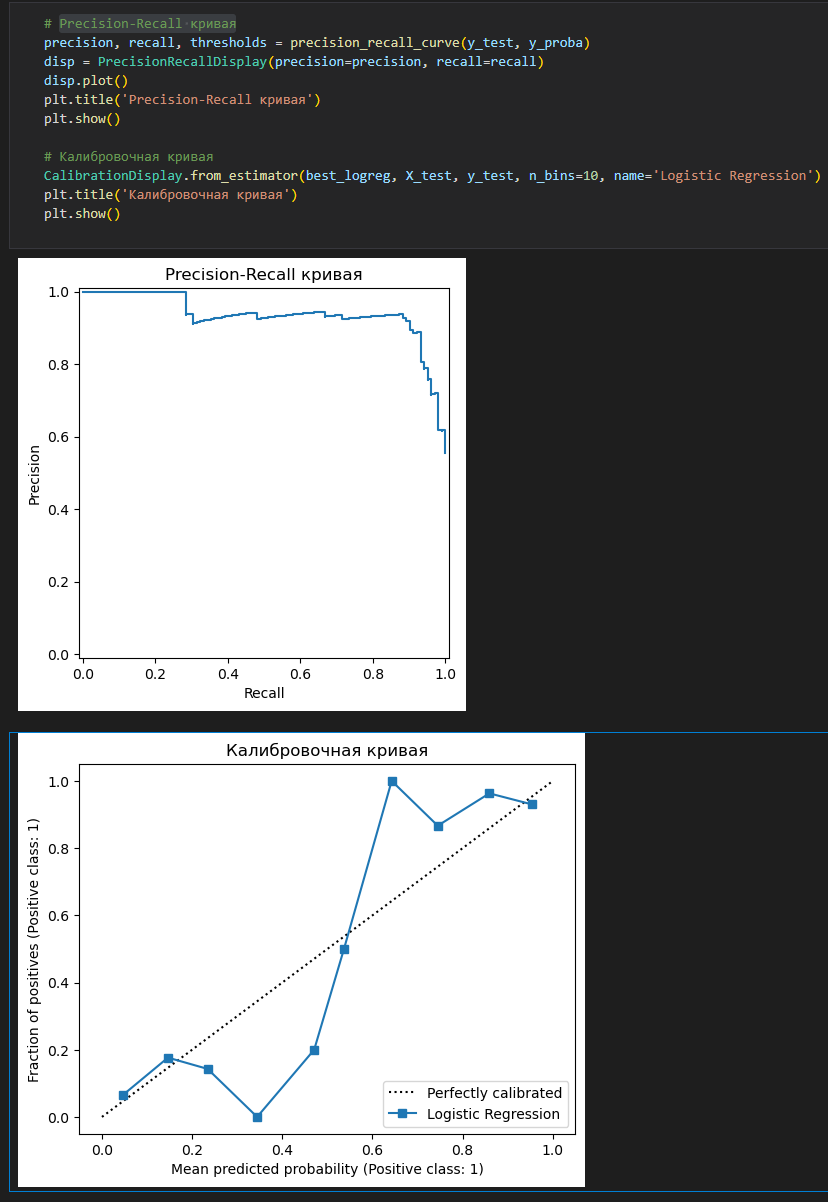 # Precision-Recall кривая
precision, recall, thresholds = precision_recall_curve(y_test, y_proba)
disp = PrecisionRecallDisplay(precision=precision, recall=recall)
disp.plot()
plt.title('Precision-Recall кривая')
plt.show()
# Калибровочная кривая
CalibrationDisplay.from_estimator(best_logreg, X_test, y_test, n_bins=10, name='Logistic Regression')
plt.title('Калибровочная кривая')
plt.show()
Precision-Recall кривая
1.0
0.8
0.6
0.4
0.2
0.0
Precision
0.0 0.2 0.4 0.6 0.8 1.0
Recall
Калибровочная кривая
1.0
0.8
0.6
0.4
0.2
0.0
Fraction of positives (Positive class: 1)
Perfectly calibrated
Logistic Regression
0.0 0.2 0.4 0.6 0.8 1.0
Mean predicted probability (Positive class: 1)